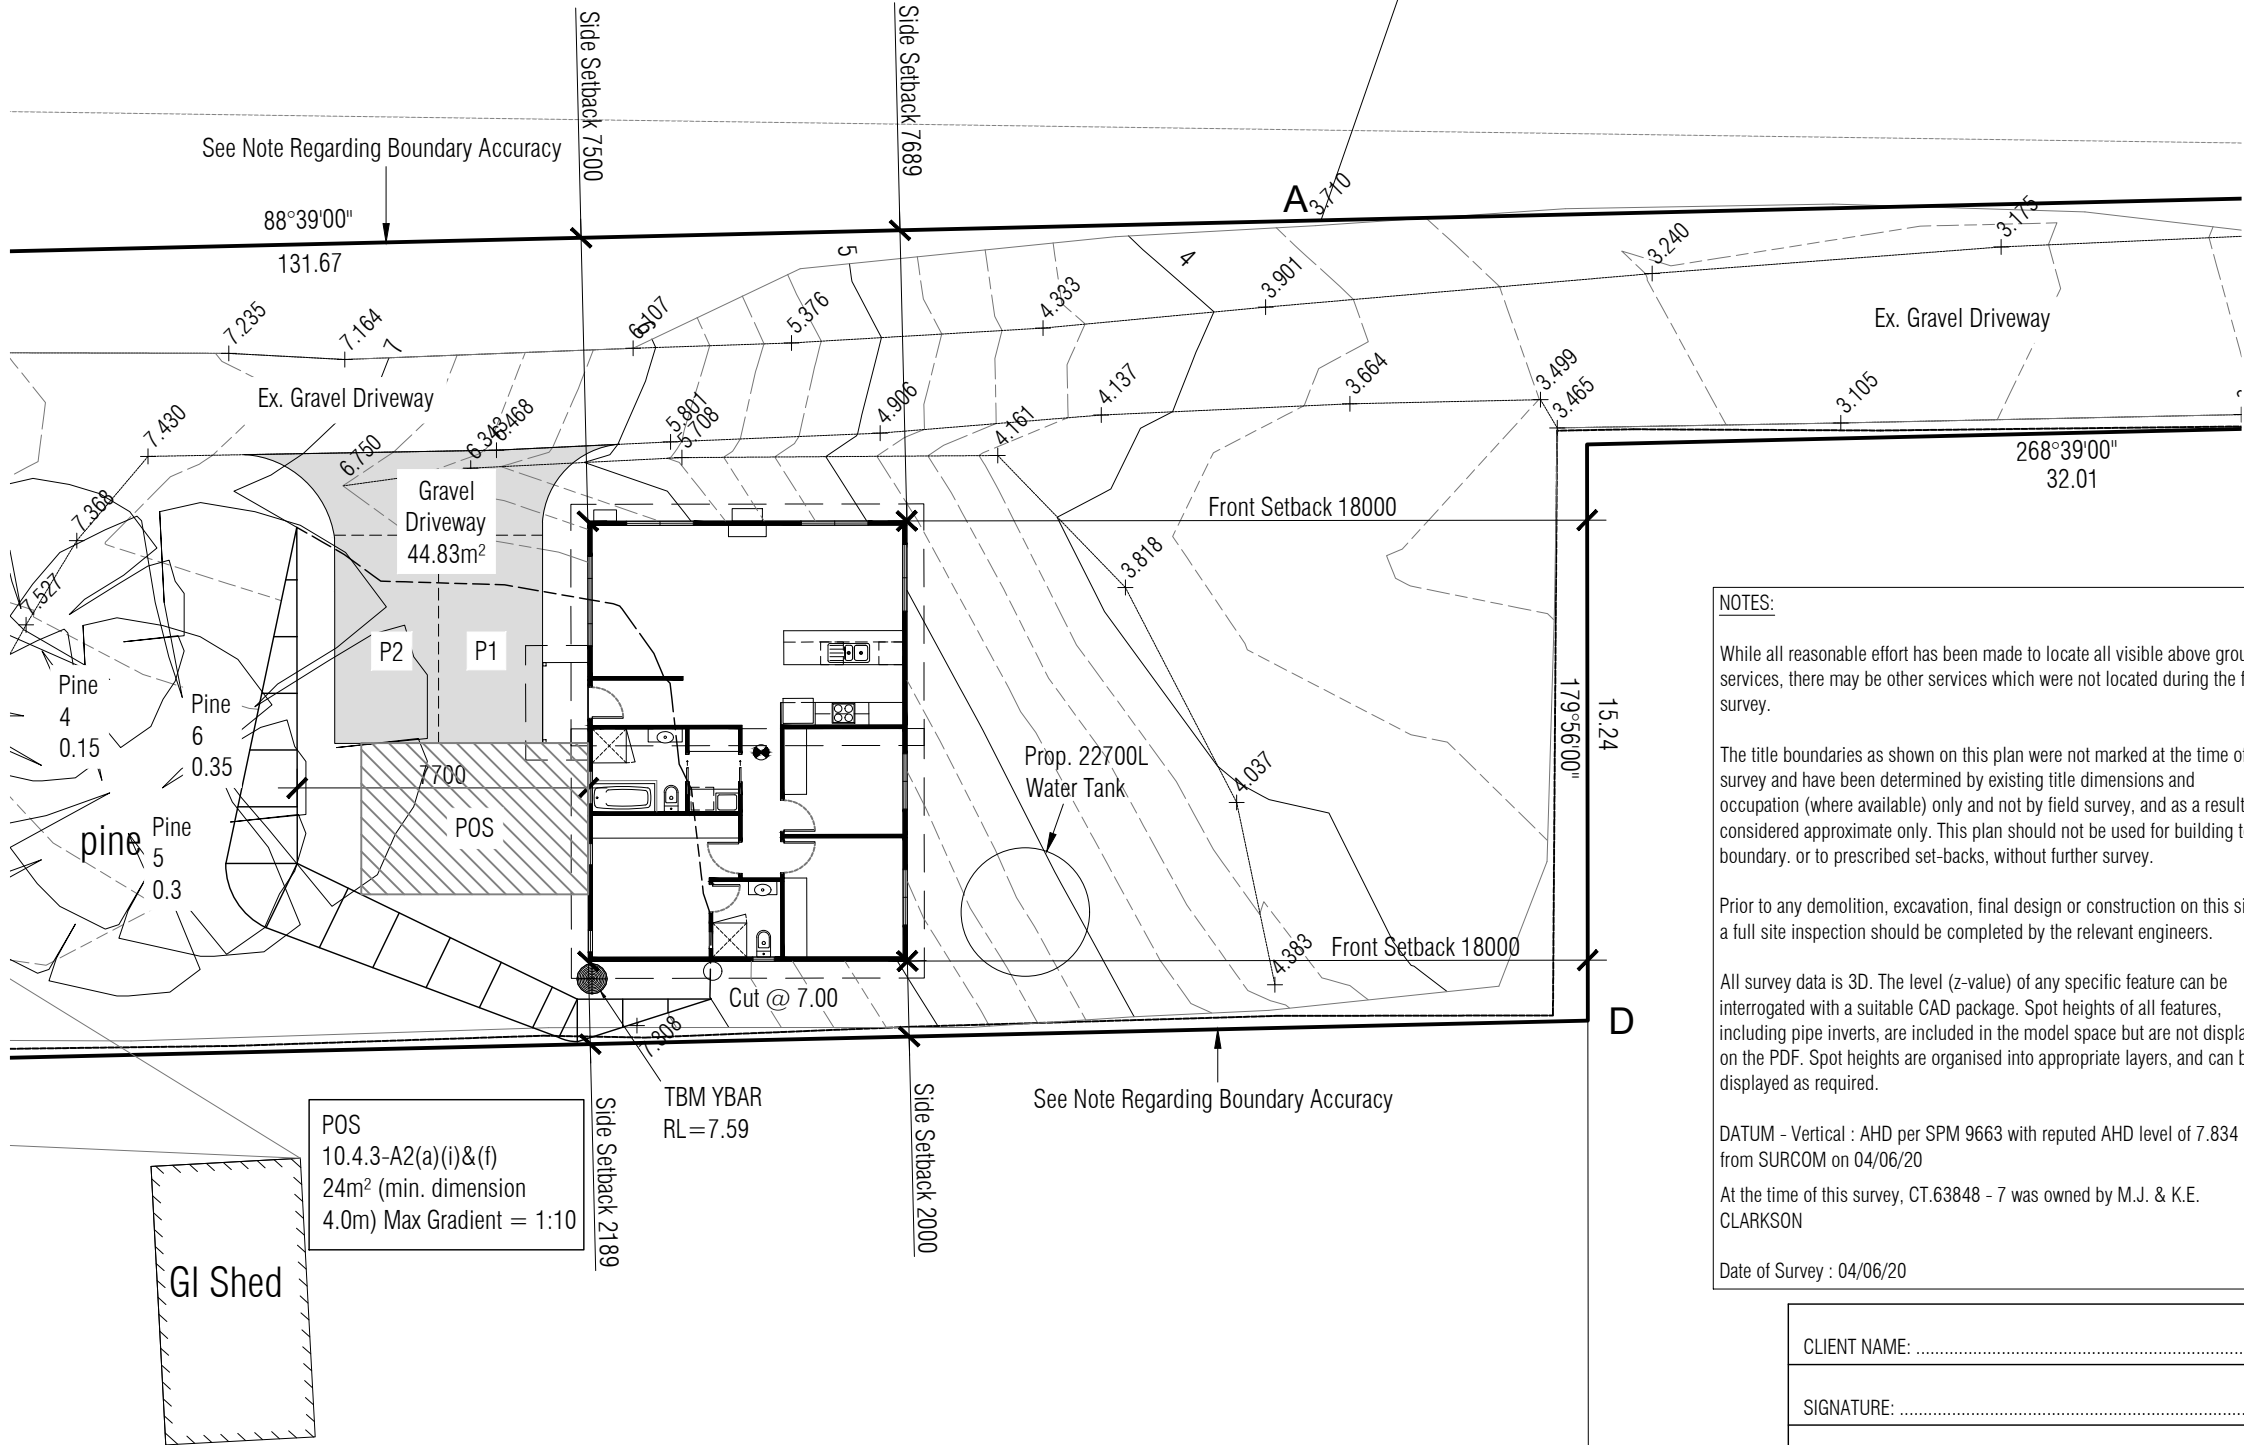 Side Setback 7500
Side Setback 7689
See Note Regarding Boundary Accuracy
88°39'00"
131.67
A
3.710
3.175
3.240
5
4
3.901
4.333
5.376
6.107
6
7.235
7.164
7
Ex. Gravel Driveway
Ex. Gravel Driveway
3.499
3.465
3.105
3.664
4.137
4.161
4.906
5.801
5.708
6.468
6.343
6.750
7.430
7.368
7.527
268°39'00"
32.01
Gravel
Driveway
44.83m²
Front Setback 18000
3.818
P2
P1
Pine
4
0.15
Pine
6
0.35
pine
Pine
5
0.3
7700
POS
Prop. 22700L
Water Tank
4.037
179°56'00"
15.24
4.383
Front Setback 18000
Cut @ 7.00
7.308
D
TBM YBAR
RL=7.59
See Note Regarding Boundary Accuracy
Side Setback 2189
Side Setback 2000
POS
10.4.3-A2(a)(i)&(f)
24m² (min. dimension
4.0m) Max Gradient = 1:10
GI Shed
NOTES:
While all reasonable effort has been made to locate all visible above grou
services, there may be other services which were not located during the f
survey.
The title boundaries as shown on this plan were not marked at the time of
survey and have been determined by existing title dimensions and
occupation (where available) only and not by field survey, and as a result
considered approximate only. This plan should not be used for building t
boundary. or to prescribed set-backs, without further survey.
Prior to any demolition, excavation, final design or construction on this si
a full site inspection should be completed by the relevant engineers.
All survey data is 3D. The level (z-value) of any specific feature can be
interrogated with a suitable CAD package. Spot heights of all features,
including pipe inverts, are included in the model space but are not displa
on the PDF. Spot heights are organised into appropriate layers, and can b
displayed as required.
DATUM - Vertical : AHD per SPM 9663 with reputed AHD level of 7.834
from SURCOM on 04/06/20
At the time of this survey, CT.63848 - 7 was owned by M.J. & K.E.
CLARKSON
Date of Survey : 04/06/20
CLIENT NAME:
SIGNATURE: